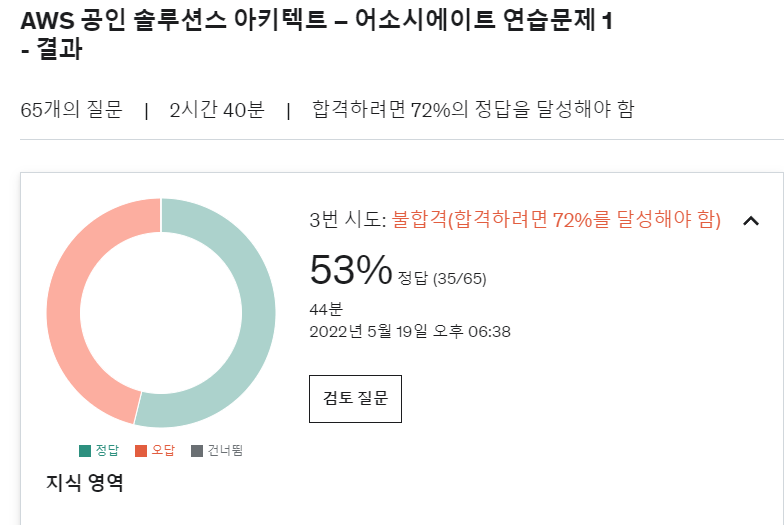 AWS 공인 솔루션스 아키텍트 – 어소시에이트 연습문제 1
- 결과
65개의 질문 | 2시간 40분 | 합격하려면 72%의 정답을 달성해야 함
3번 시도: 불합격(합격하려면 72%를 달성해야 함)
53% 정답 (35/65)
44분
2022년 5월 19일 오후 06:38
검토 질문
정답 오답 건너뜀
지식 영역